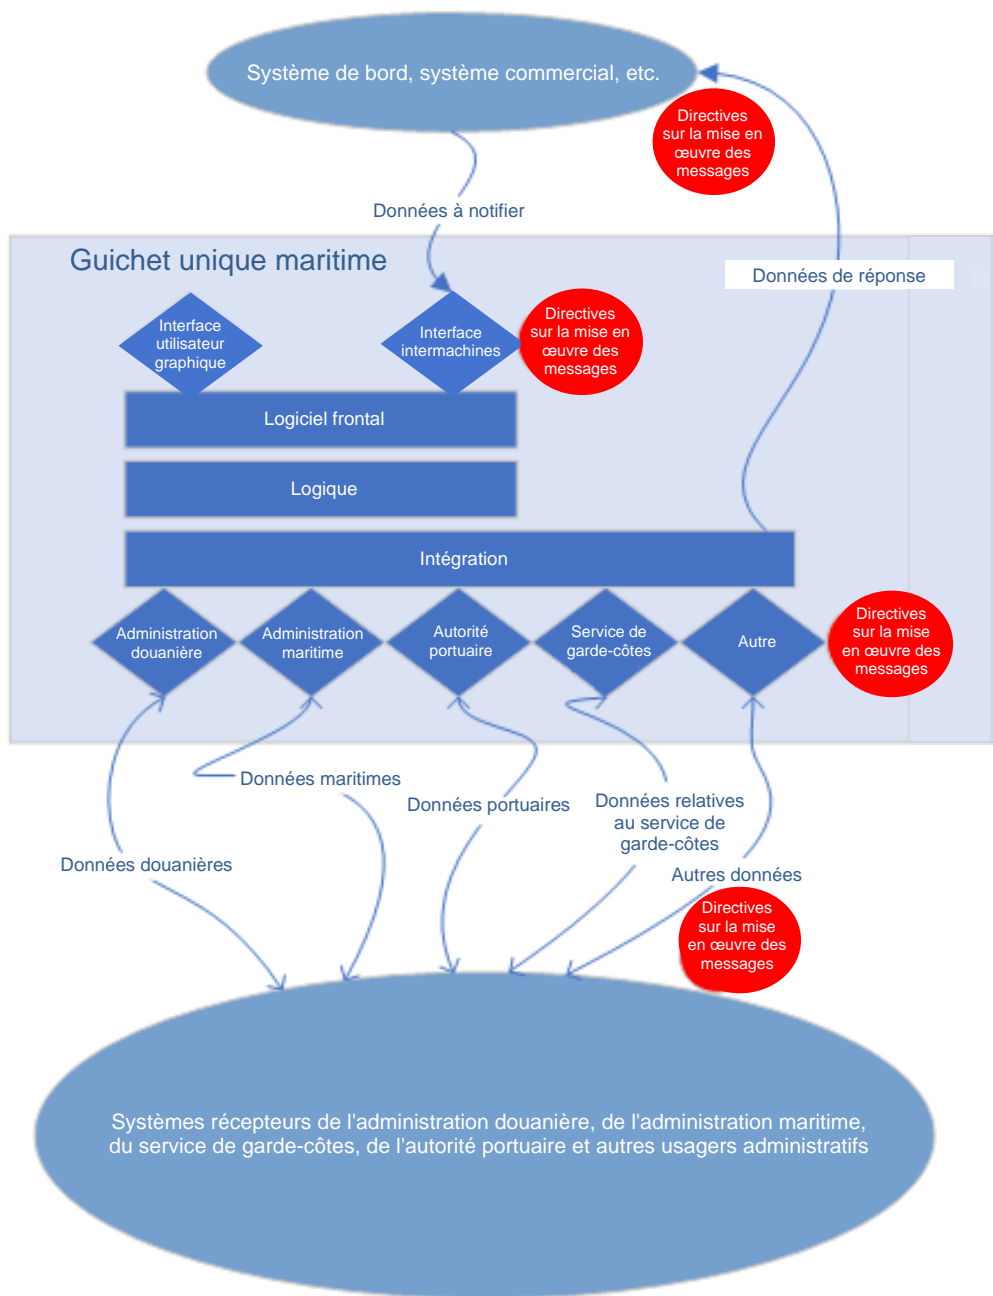 Système de bord, système commercial, etc.
Directives
sur la mise en
œuvre des
messages
Données à notifier
Guichet unique maritime
Données de réponse
Interface
utilisateur
graphique
Interface
intermachines
Directives
sur la mise en
œuvre des
messages
Logiciel frontal
Logique
Intégration
Administration
douanière
Administration
maritime
Autorité
portuaire
Service de
garde-côtes
Autre
Directives
sur la mise
en œuvre des
messages
Données maritimes
Données portuaires
Données relatives
au service de
garde-côtes
Données douanières
Autres données
Directives
sur la mise
en œuvre des
messages
Systèmes récepteurs de l'administration douanière, de l'administration maritime,
du service de garde-côtes, de l'autorité portuaire et autres usagers administratifs